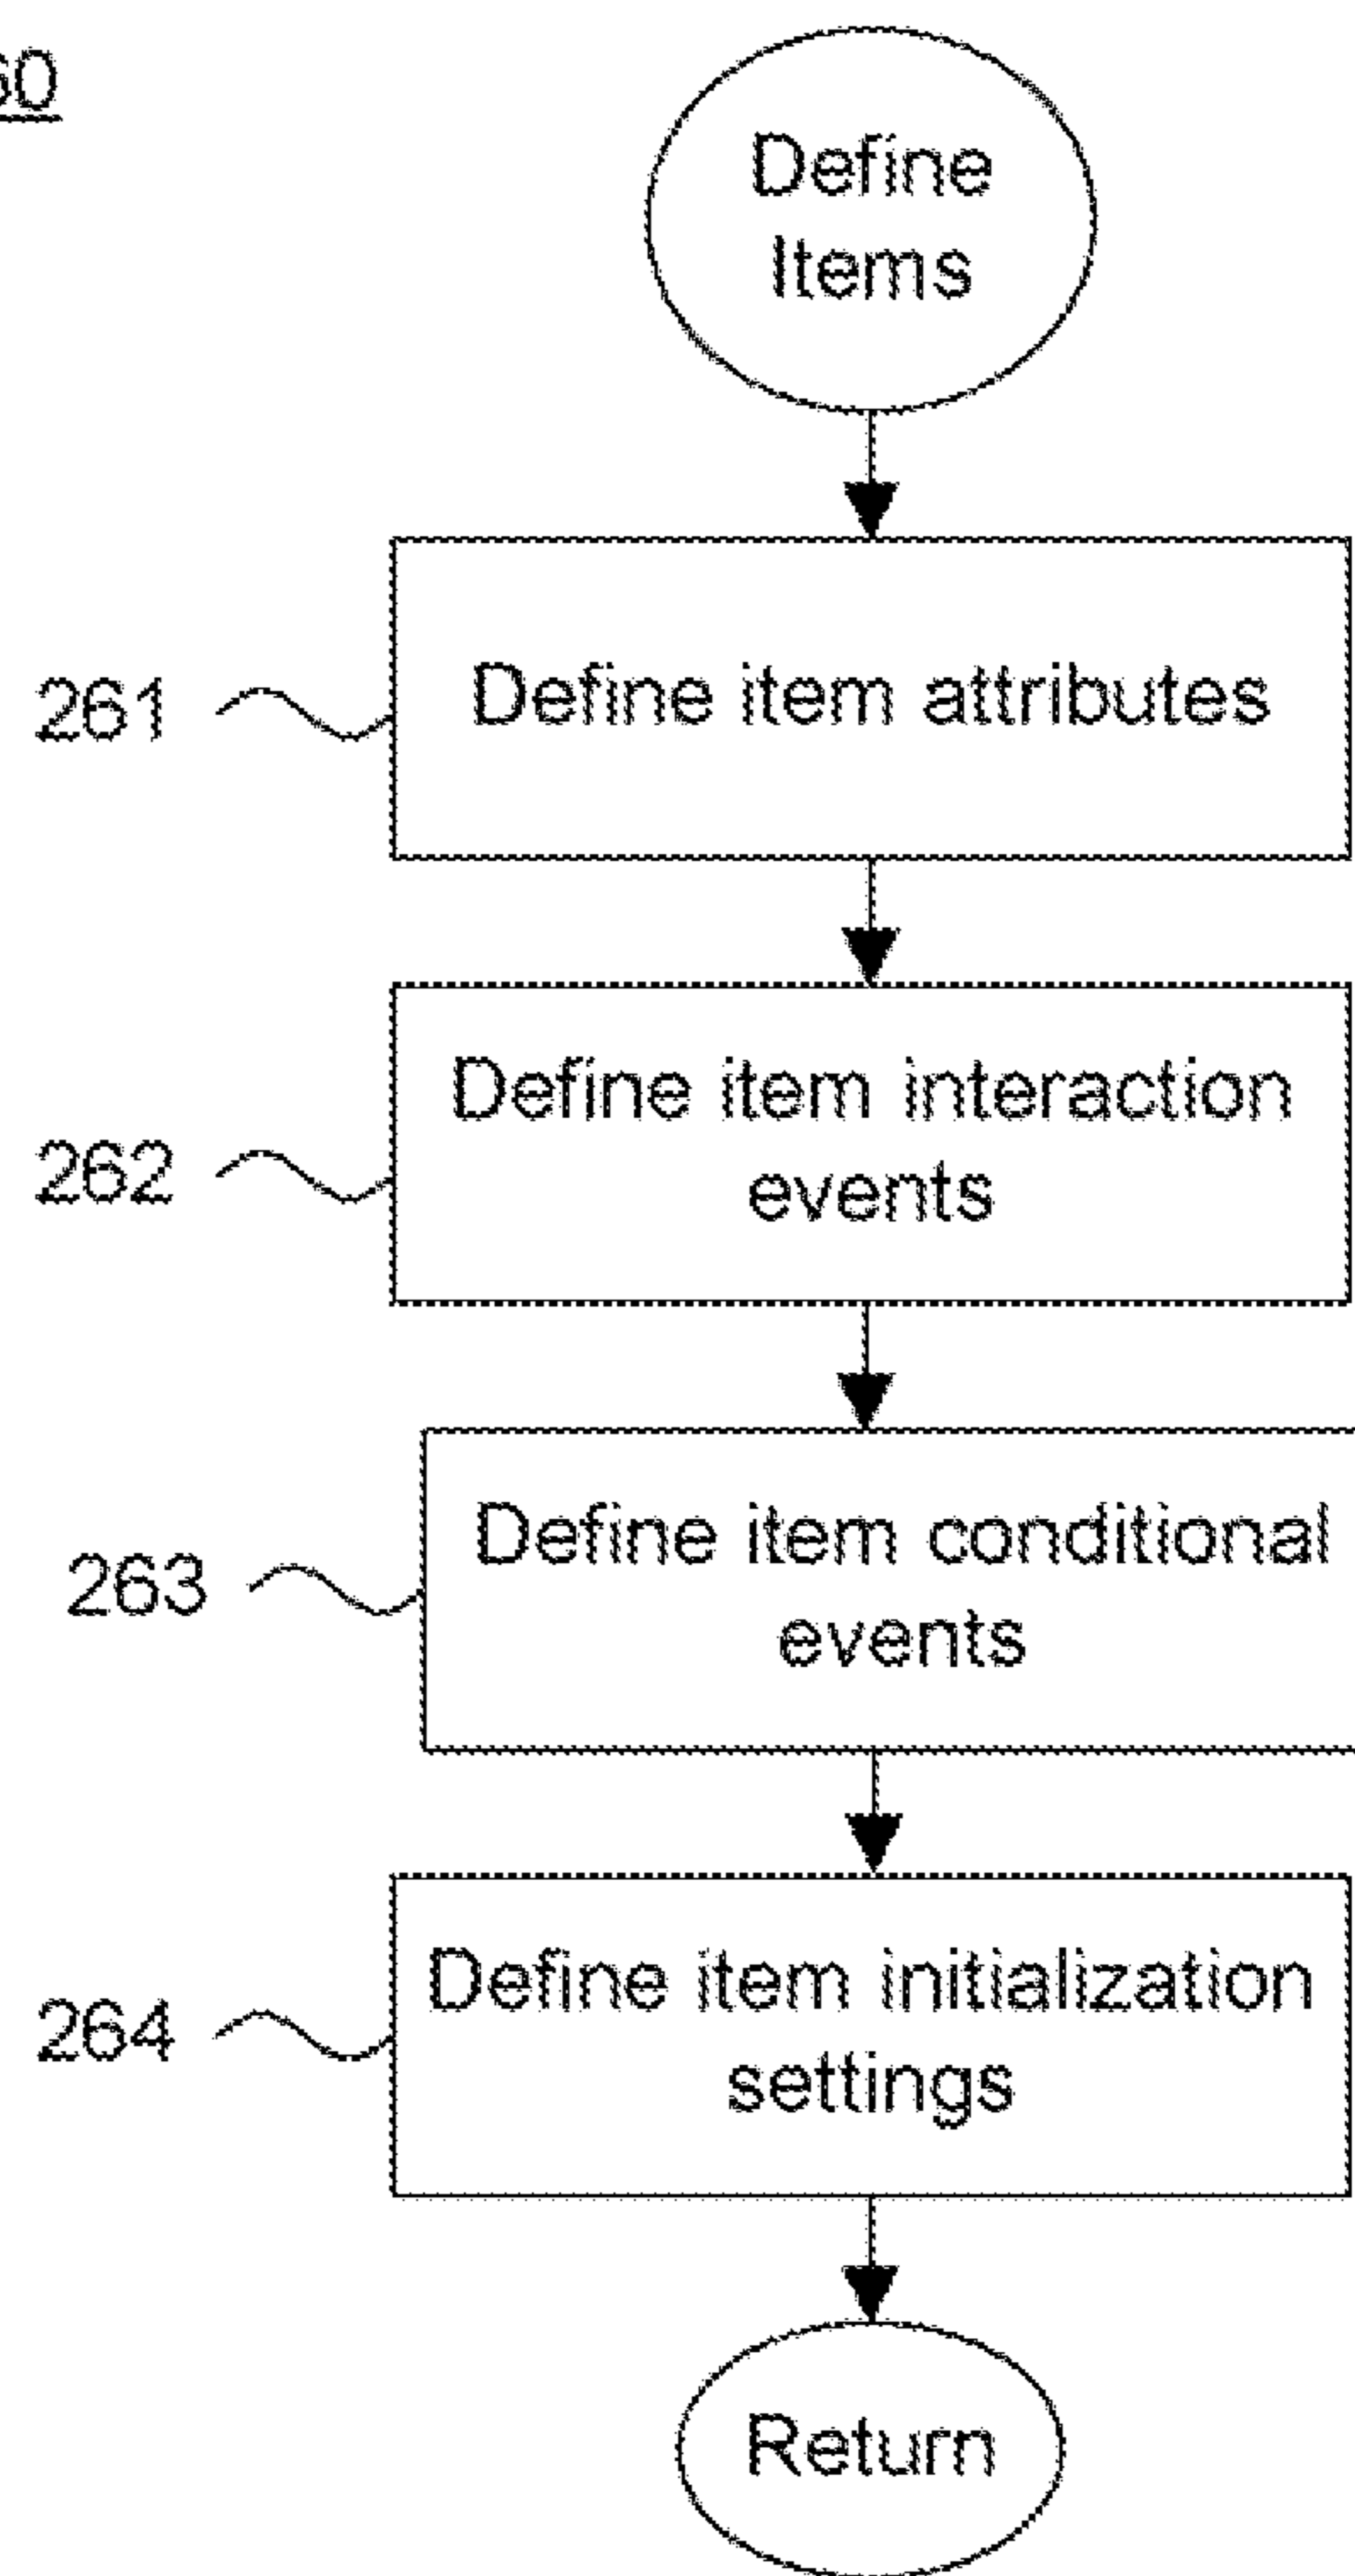 60
Define
Items
261
Define item attributes
262
Define item interaction
events
263
Define item conditional
events
264
Define item initialization
settings
Return